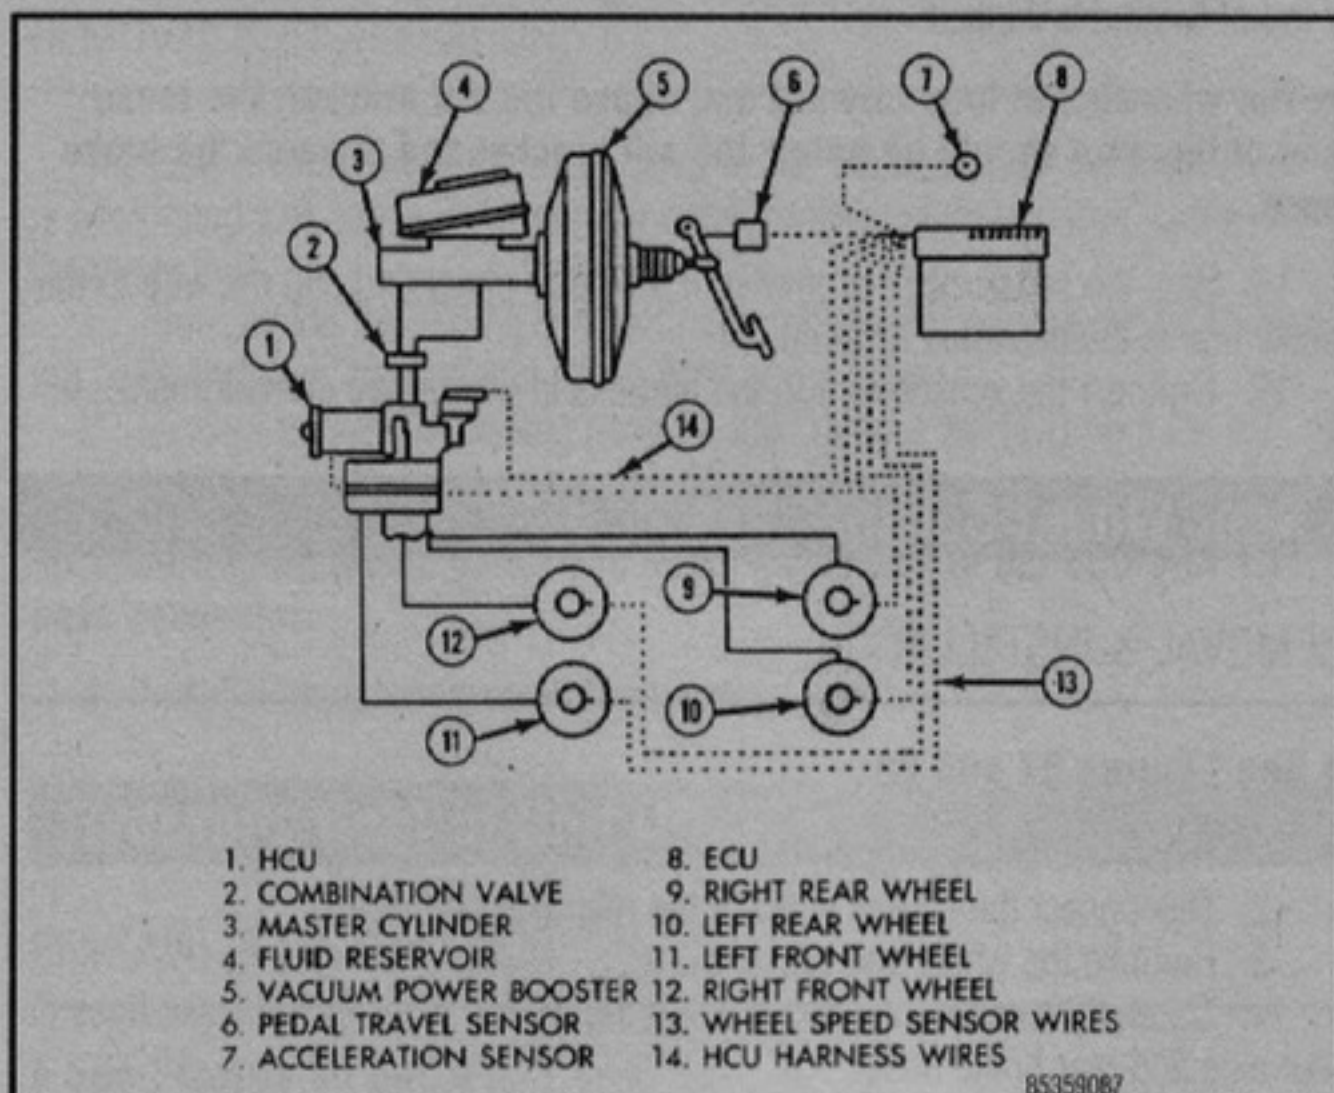 4
5
6
7
8
3
2
1
14
9
12
13
10
11
1. HCU
2. COMBINATION VALVE
3. MASTER CYLINDER
4. FLUID RESERVOIR
5. VACUUM POWER BOOSTER
6. PEDAL TRAVEL SENSOR
7. ACCELERATION SENSOR
8. ECU
9. RIGHT REAR WHEEL
10. LEFT REAR WHEEL
11. LEFT FRONT WHEEL
12. RIGHT FRONT WHEEL
13. WHEEL SPEED SENSOR WIRES
14. HCU HARNESS WIRES
85359087